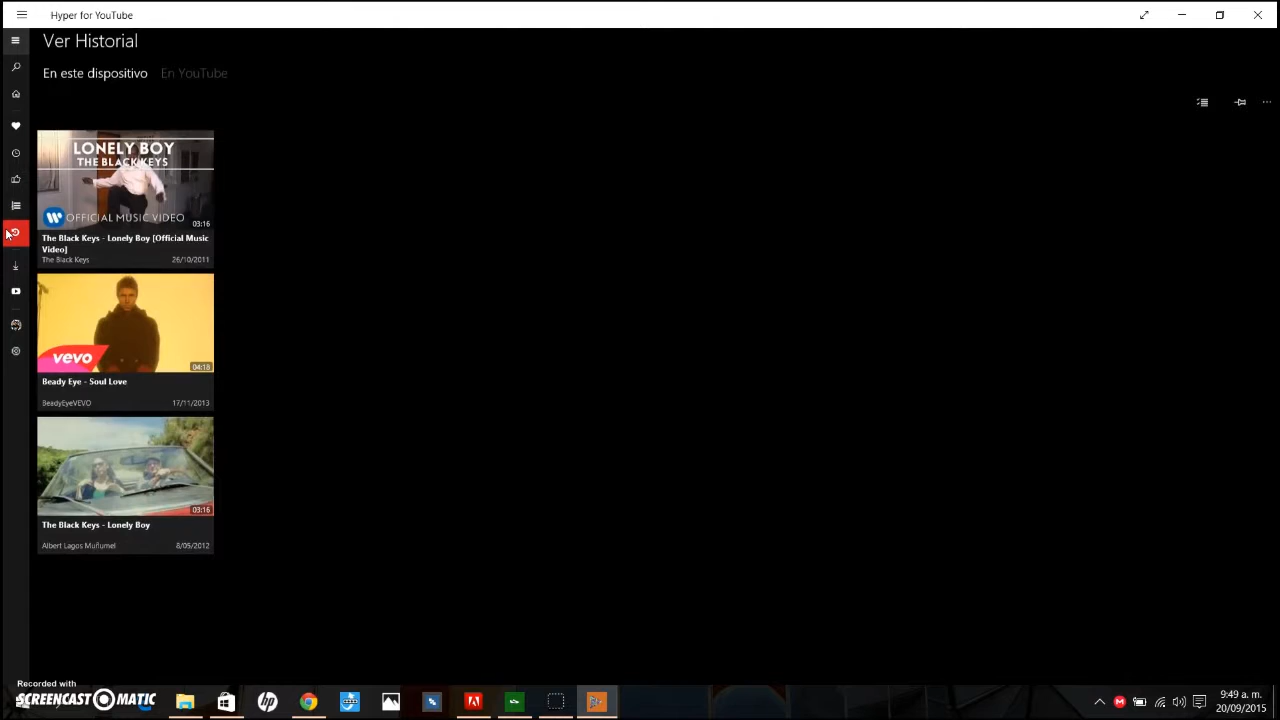 Hyper for YouTube
Ver Historial
En este dispositivo En YouTube
LONELY BOY
THE BLACK KEYS
OFFICIAL MUSIC VIDEO
03:16
The Black Keys - Lonely Boy [Official Music
Video]
The Black Keys 26/10/2011
vevo
04:18
Beady Eye - Soul Love
BeadyEyeVEVO 17/11/2013
03:16
The Black Keys - Lonely Boy
Albert Lagos Muñumel 8/05/2012
Recorded with
SCREENCAST-O-MATIC
hp
9:49 a. m.
20/09/2015